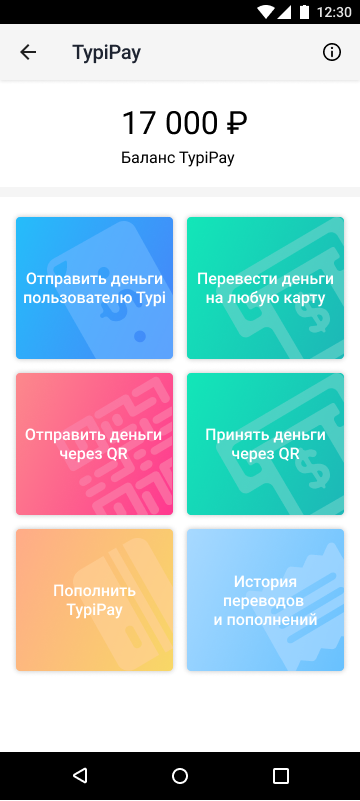 12:30
TypiPay
17 000 ₽
Баланс TypiPay
Отправить деньги
пользователю Typi
Перевести деньги
на любую карту
Отправить деньги
через QR
Принять деньги
через QR
Пополнить
TypiPay
История
переводов
и пополнений